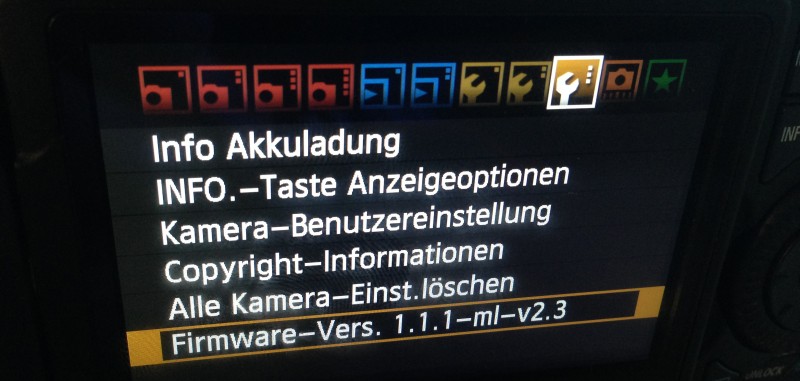 Info Akkuladung
INFO.-Taste Anzeigeoptionen
Kamera-Benutzereinstellung
Copyright-Informationen
Alle Kamera-Einst.löschen
Firmware-Vers. 1.1.1-ml-v2.3
INF